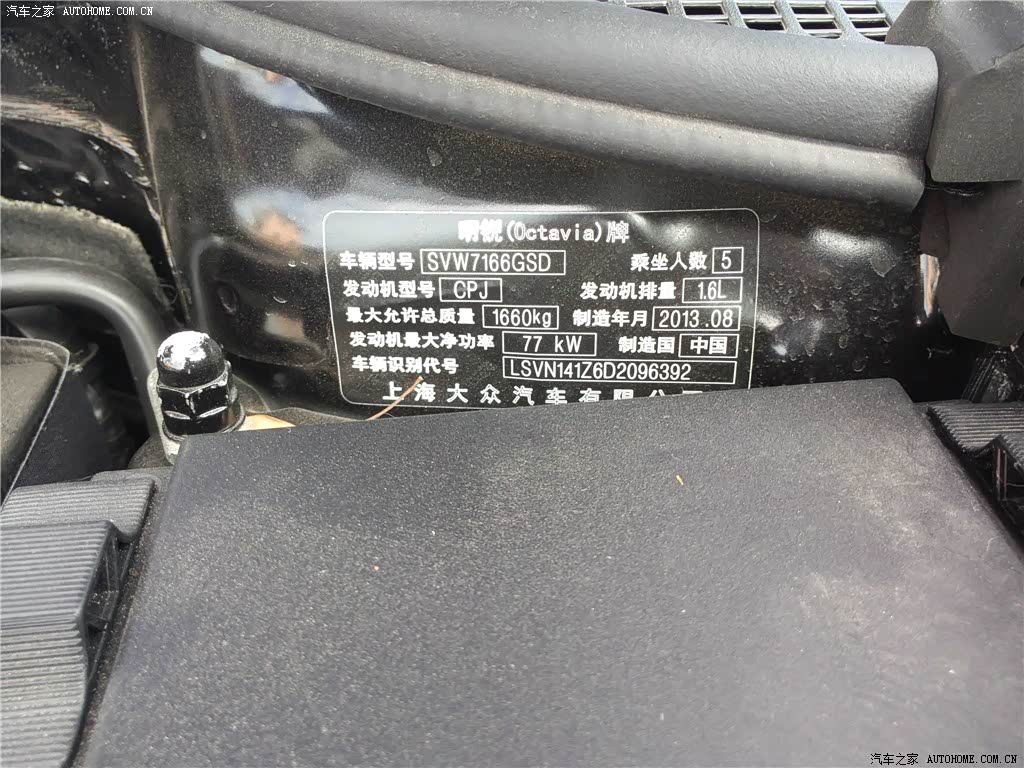 汽车之家 AUTOHOME.COM.CN
明锐(Octavia)牌
车辆型号 SVW7166GSD 乘坐人数 5
发动机型号 CPJ 发动机排量 1.6L
最大允许总质量 1660kg 制造年月 2013.08
发动机最大净功率 77 kW 制造国 中国
车辆识别代号 LSVN141Z6D2096392
上海大众汽车有限公司
汽车之家 AUTOHOME.COM.CN